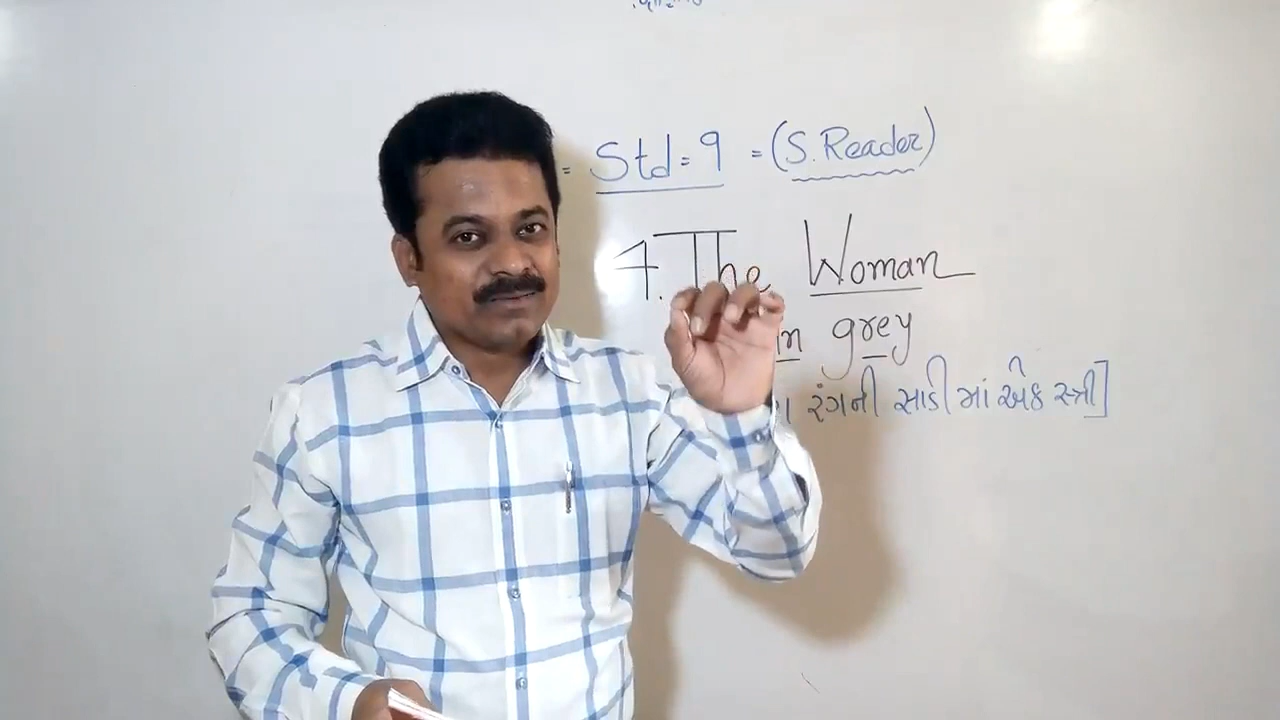 = Std = 9 = (S. Reader)
4. The Woman
in grey
રંગની સાડીમાં એક સ્ત્રી]